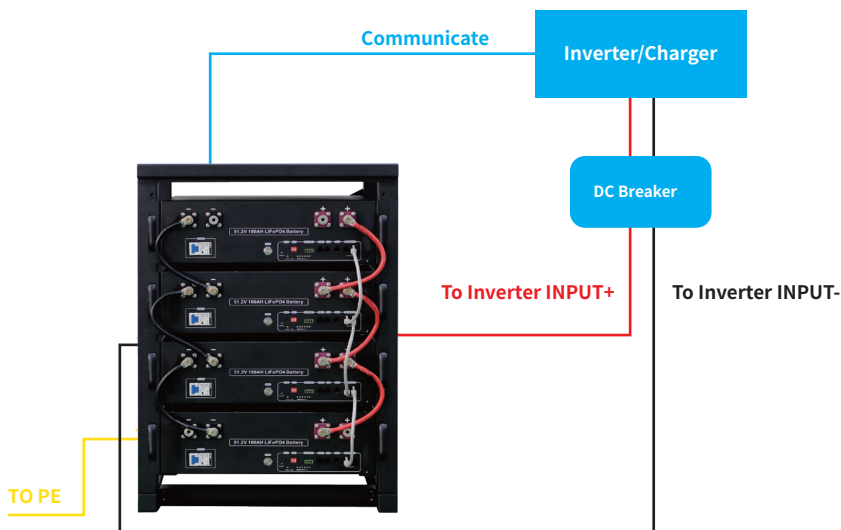 Communicate
Inverter/Charger
DC Breaker
51.2V 100AH LiFePO4 Battery
To Inverter INPUT+
To Inverter INPUT-
51.2V 100AH LiFePO4 Battery
51.2V 100AH LiFePO4 Battery
51.2V 100AH LiFePO4 Battery
TO PE